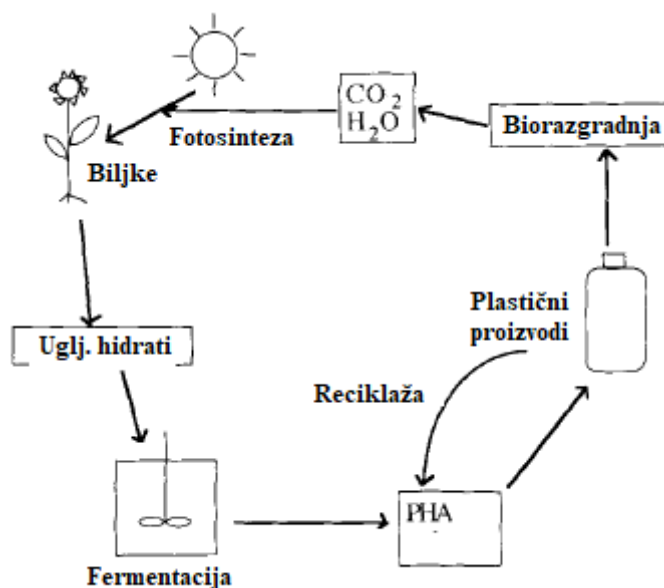 CO2
H2O
Biorazgradnja
Fotosinteza
Biljke
Plastični
proizvodi
Uglj. hidrati
Reciklaža
PHA
Fermentacija